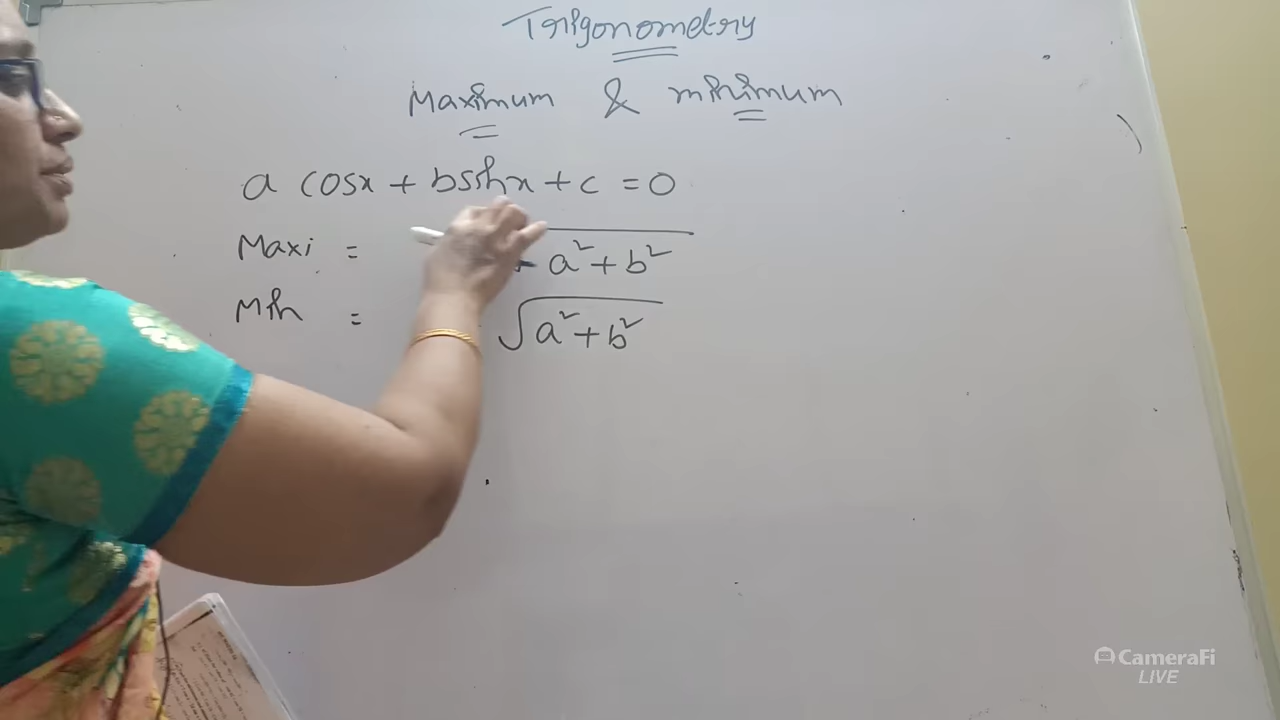 Trigonometry
Maximum & minimum
a cosx + bsinx + c = 0
Maxi = a² + b²
Min = √a² + b²
CameraFi
LIVE